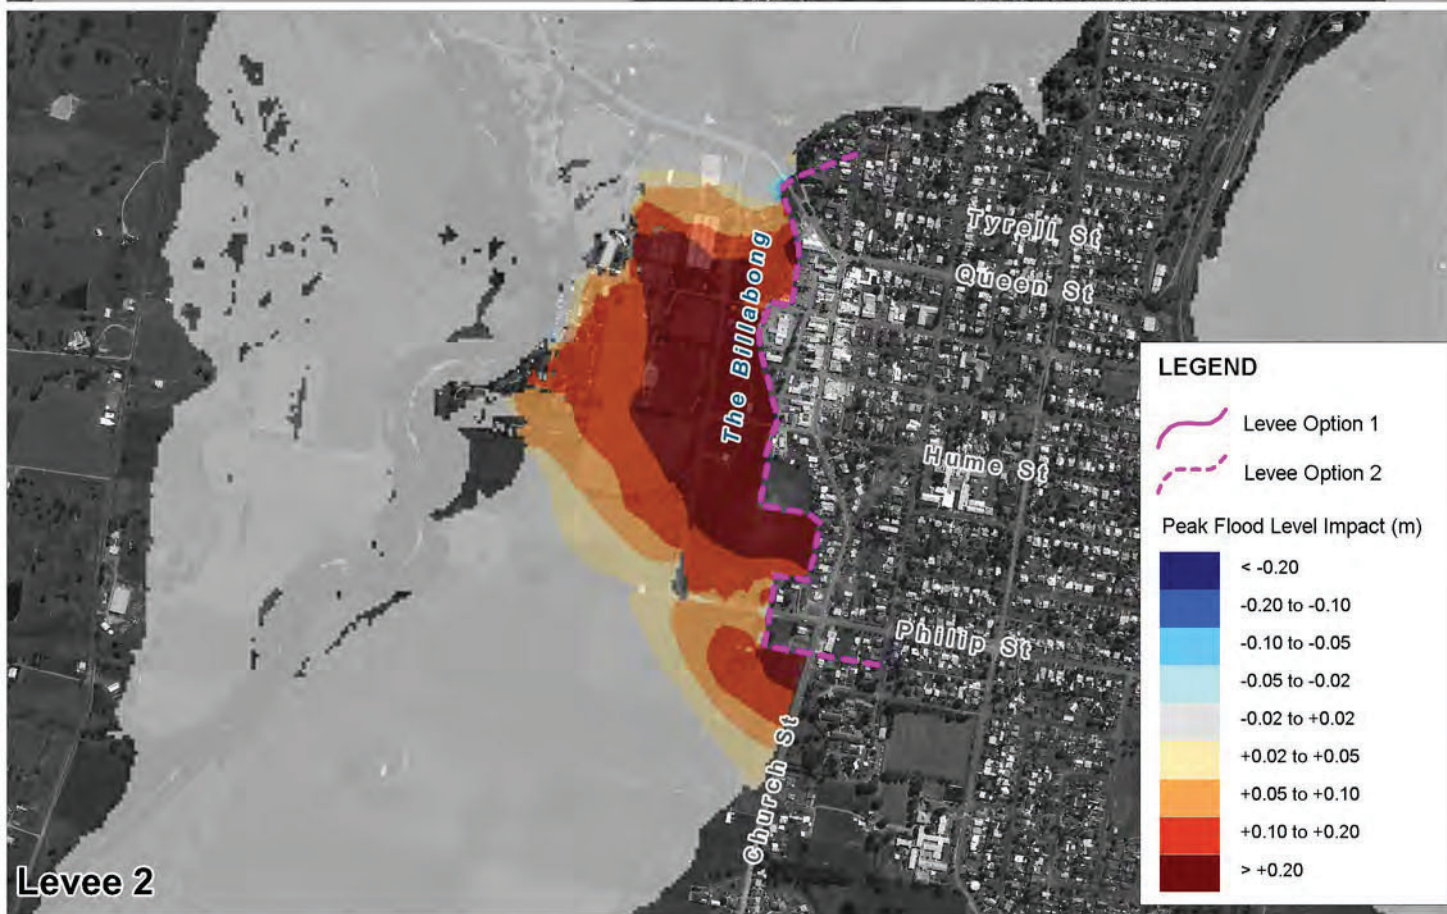 Tyrell St
Queen St
The Billabong
Hume St
Philip St
Church St
Levee 2
LEGEND
Levee Option 1
Levee Option 2
Peak Flood Level Impact (m)
< -0.20
-0.20 to -0.10
-0.10 to -0.05
-0.05 to -0.02
-0.02 to +0.02
+0.02 to +0.05
+0.05 to +0.10
+0.10 to +0.20
> +0.20